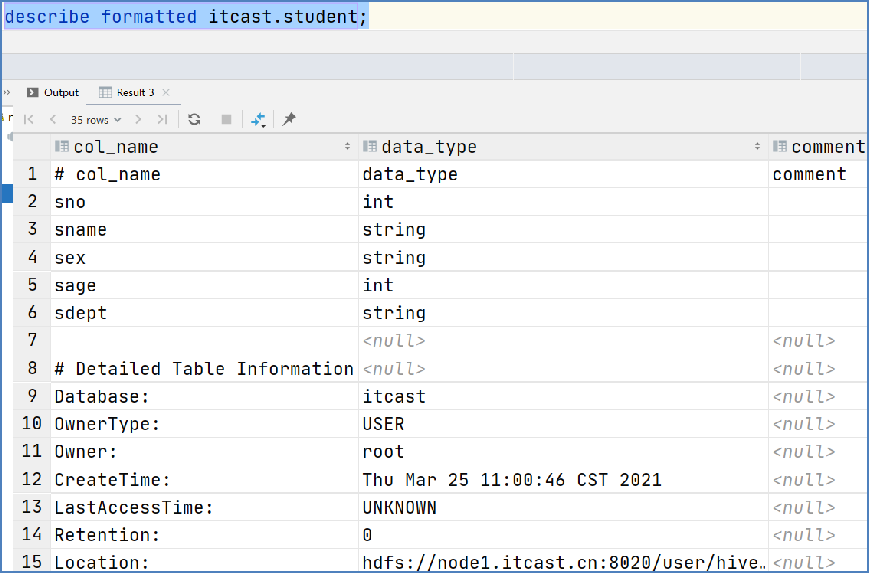 describe formatted itcast.student;
Output Result 3
35 rows
col_name data_type comment
1 # col_name data_type comment
2 sno int
3 sname string
4 sex string
5 sage int
6 sdept string
7 <null> <null>
8 # Detailed Table Information <null> <null>
9 Database: itcast <null>
10 OwnerType: USER <null>
11 Owner: root <null>
12 CreateTime: Thu Mar 25 11:00:46 CST 2021 <null>
13 LastAccessTime: UNKNOWN <null>
14 Retention: 0 <null>
15 Location: hdfs://node1.itcast.cn:8020/user/hive… <null>